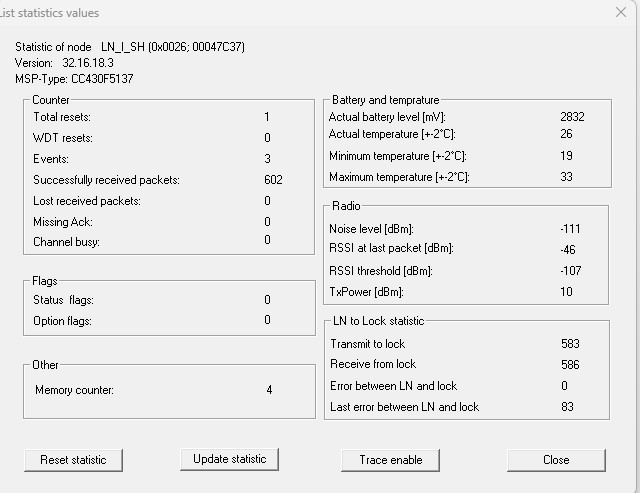 List statistics values
Statistic of node LN_I_SH (0x0026; 00047C37)
Version: 32.16.18.3
MSP-Type: CC430F5137
Counter
Total resets: 1
WDT resets: 0
Events: 3
Successfully received packets: 602
Lost received packets: 0
Missing Ack: 0
Channel busy: 0
Flags
Status flags: 0
Option flags: 0
Other
Memory counter: 4
Battery and temprature
Actual battery level [mV]: 2832
Actual temperature [+-2°C]: 26
Minimum temperature [+-2°C]: 19
Maximum temperature [+-2°C]: 33
Radio
Noise level [dBm]: -111
RSSI at last packet [dBm]: -46
RSSI threshold [dBm]: -107
TxPower [dBm]: 10
LN to Lock statistic
Transmit to lock 583
Receive from lock 586
Error between LN and lock 0
Last error between LN and lock 83
Reset statistic
Update statistic
Trace enable
Close